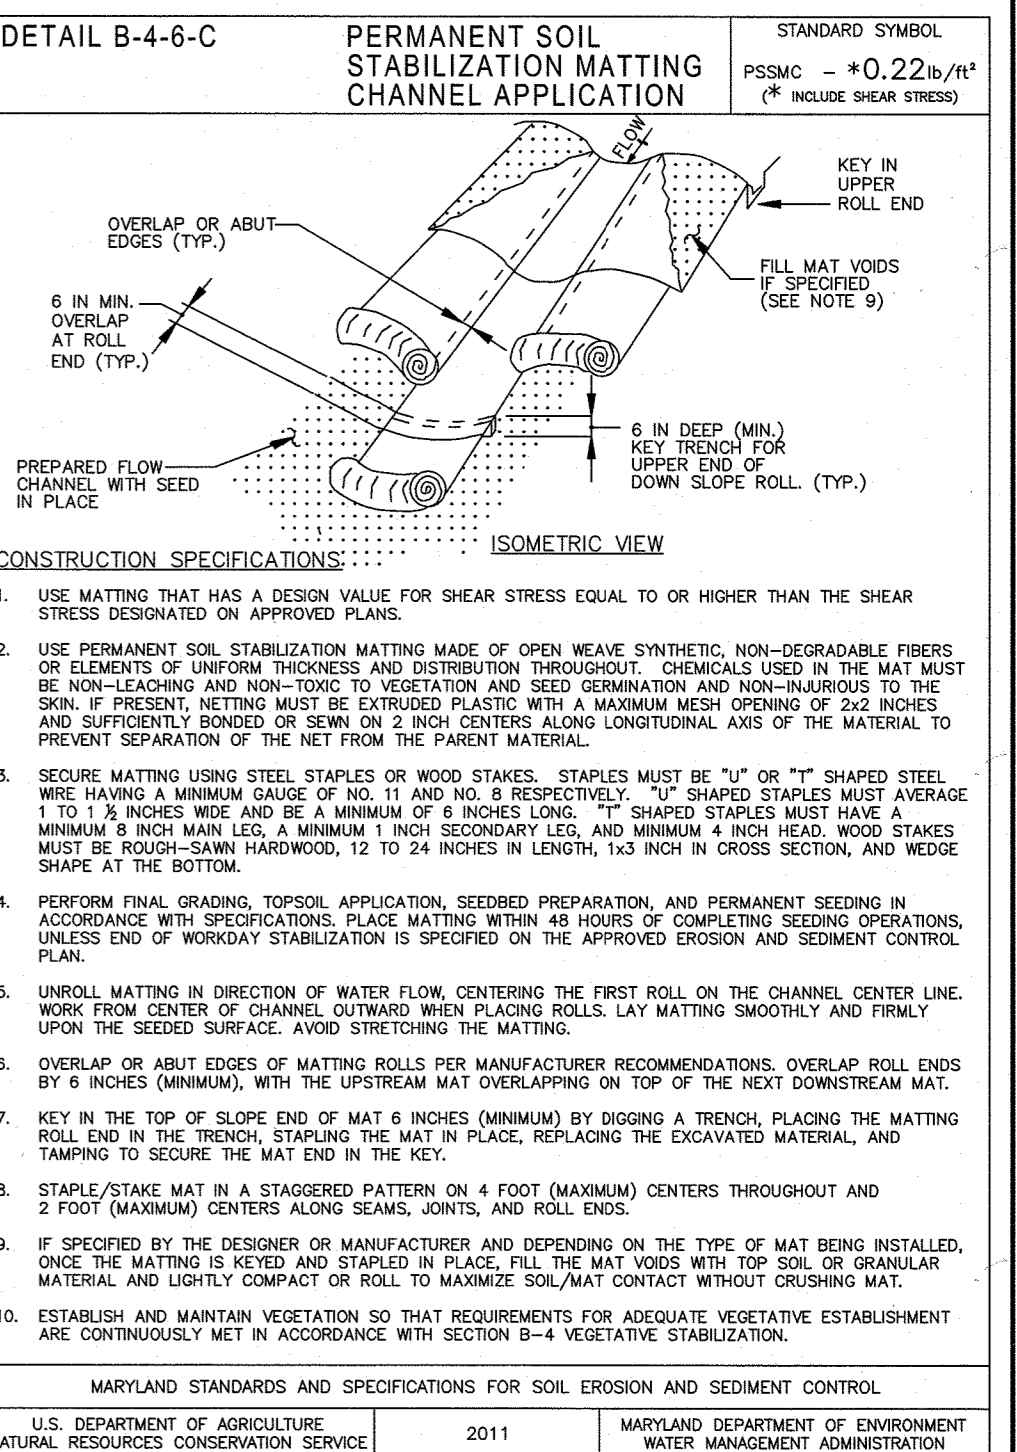 DETAIL B-4-6-C
PERMANENT SOIL
STABILIZATION MATTING
CHANNEL APPLICATION
STANDARD SYMBOL
PSSMC - *0.22 lb/ft²
(* INCLUDE SHEAR STRESS)
FLOW
KEY IN
UPPER
ROLL END
OVERLAP OR ABUT
EDGES (TYP.)
FILL MAT VOIDS
IF SPECIFIED
(SEE NOTE 9)
6 IN MIN.
OVERLAP
AT ROLL
END (TYP.)
6 IN DEEP (MIN.)
KEY TRENCH FOR
UPPER END OF
DOWN SLOPE ROLL. (TYP.)
PREPARED FLOW
CHANNEL WITH SEED
IN PLACE
ISOMETRIC VIEW
CONSTRUCTION SPECIFICATIONS:
1. USE MATTING THAT HAS A DESIGN VALUE FOR SHEAR STRESS EQUAL TO OR HIGHER THAN THE SHEAR
STRESS DESIGNATED ON APPROVED PLANS.
2. USE PERMANENT SOIL STABILIZATION MATTING MADE OF OPEN WEAVE SYNTHETIC, NON-DEGRADABLE FIBERS
OR ELEMENTS OF UNIFORM THICKNESS AND DISTRIBUTION THROUGHOUT. CHEMICALS USED IN THE MAT MUST
BE NON-LEACHING AND NON-TOXIC TO VEGETATION AND SEED GERMINATION AND NON-INJURIOUS TO THE
SKIN. IF PRESENT, NETTING MUST BE EXTRUDED PLASTIC WITH A MAXIMUM MESH OPENING OF 2x2 INCHES
AND SUFFICIENTLY BONDED OR SEWN ON 2 INCH CENTERS ALONG LONGITUDINAL AXIS OF THE MATERIAL TO
PREVENT SEPARATION OF THE NET FROM THE PARENT MATERIAL.
3. SECURE MATTING USING STEEL STAPLES OR WOOD STAKES. STAPLES MUST BE "U" OR "T" SHAPED STEEL
WIRE HAVING A MINIMUM GAUGE OF NO. 11 AND NO. 8 RESPECTIVELY. "U" SHAPED STAPLES MUST AVERAGE
1 TO 1 ½ INCHES WIDE AND BE A MINIMUM OF 6 INCHES LONG. "T" SHAPED STAPLES MUST HAVE A
MINIMUM 8 INCH MAIN LEG, A MINIMUM 1 INCH SECONDARY LEG, AND MINIMUM 4 INCH HEAD. WOOD STAKES
MUST BE ROUGH-SAWN HARDWOOD, 12 TO 24 INCHES IN LENGTH, 1x3 INCH IN CROSS SECTION, AND WEDGE
SHAPE AT THE BOTTOM.
4. PERFORM FINAL GRADING, TOPSOIL APPLICATION, SEEDBED PREPARATION, AND PERMANENT SEEDING IN
ACCORDANCE WITH SPECIFICATIONS. PLACE MATTING WITHIN 48 HOURS OF COMPLETING SEEDING OPERATIONS,
UNLESS END OF WORKDAY STABILIZATION IS SPECIFIED ON THE APPROVED EROSION AND SEDIMENT CONTROL
PLAN.
5. UNROLL MATTING IN DIRECTION OF WATER FLOW, CENTERING THE FIRST ROLL ON THE CHANNEL CENTER LINE.
WORK FROM CENTER OF CHANNEL OUTWARD WHEN PLACING ROLLS. LAY MATTING SMOOTHLY AND FIRMLY
UPON THE SEEDED SURFACE. AVOID STRETCHING THE MATTING.
6. OVERLAP OR ABUT EDGES OF MATTING ROLLS PER MANUFACTURER RECOMMENDATIONS. OVERLAP ROLL ENDS
BY 6 INCHES (MINIMUM), WITH THE UPSTREAM MAT OVERLAPPING ON TOP OF THE NEXT DOWNSTREAM MAT.
7. KEY IN THE TOP OF SLOPE END OF MAT 6 INCHES (MINIMUM) BY DIGGING A TRENCH, PLACING THE MATTING
ROLL END IN THE TRENCH, STAPLING THE MAT IN PLACE, REPLACING THE EXCAVATED MATERIAL, AND
TAMPING TO SECURE THE MAT END IN THE KEY.
8. STAPLE/STAKE MAT IN A STAGGERED PATTERN ON 4 FOOT (MAXIMUM) CENTERS THROUGHOUT AND
2 FOOT (MAXIMUM) CENTERS ALONG SEAMS, JOINTS, AND ROLL ENDS.
9. IF SPECIFIED BY THE DESIGNER OR MANUFACTURER AND DEPENDING ON THE TYPE OF MAT BEING INSTALLED,
ONCE THE MATTING IS KEYED AND STAPLED IN PLACE, FILL THE MAT VOIDS WITH TOP SOIL OR GRANULAR
MATERIAL AND LIGHTLY COMPACT OR ROLL TO MAXIMIZE SOIL/MAT CONTACT WITHOUT CRUSHING MAT.
10. ESTABLISH AND MAINTAIN VEGETATION SO THAT REQUIREMENTS FOR ADEQUATE VEGETATIVE ESTABLISHMENT
ARE CONTINUOUSLY MET IN ACCORDANCE WITH SECTION B-4 VEGETATIVE STABILIZATION.
MARYLAND STANDARDS AND SPECIFICATIONS FOR SOIL EROSION AND SEDIMENT CONTROL
U.S. DEPARTMENT OF AGRICULTURE
NATURAL RESOURCES CONSERVATION SERVICE
2011
MARYLAND DEPARTMENT OF ENVIRONMENT
WATER MANAGEMENT ADMINISTRATION